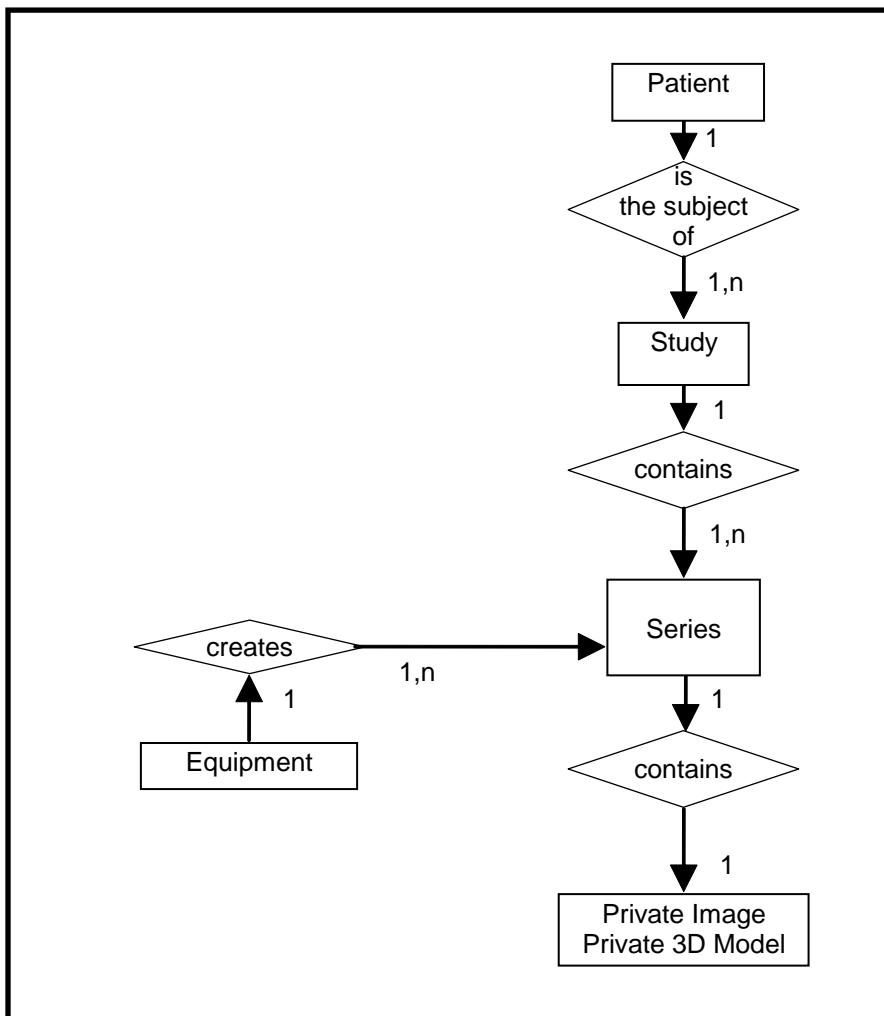 Patient
1
is
the subject
of
1,n
Study
1
contains
1,n
Series
creates
1,n
1
Equipment
1
contains
1
Private Image
Private 3D Model